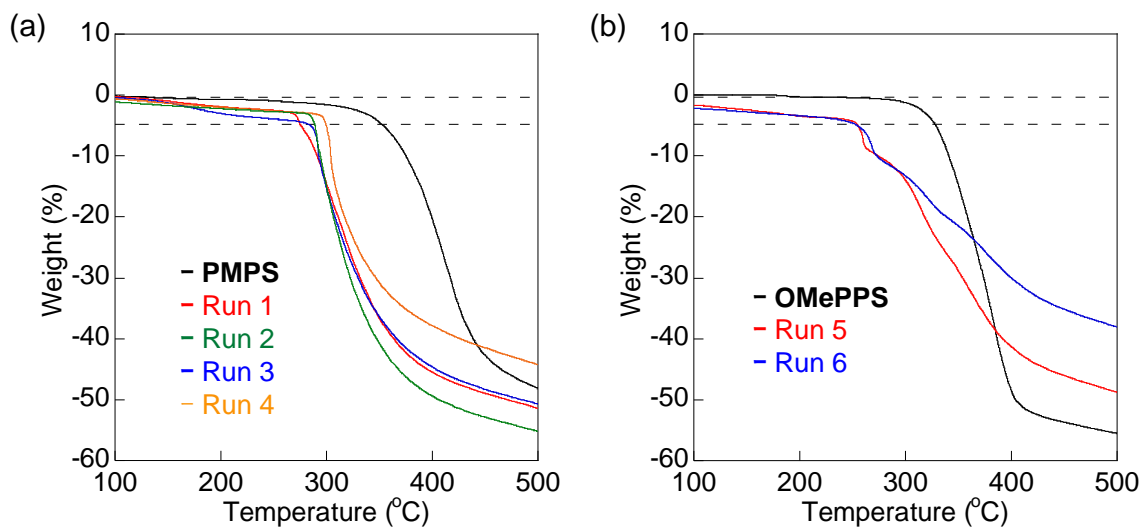 (a)
10
0
-10
-20
-30
-40
-50
-60
Weight (%)
PMPS
Run 1
Run 2
Run 3
Run 4
100 200 300 400 500
Temperature (°C)
(b)
10
0
-10
-20
-30
-40
-50
-60
Weight (%)
OMePPS
Run 5
Run 6
100 200 300 400 500
Temperature (°C)